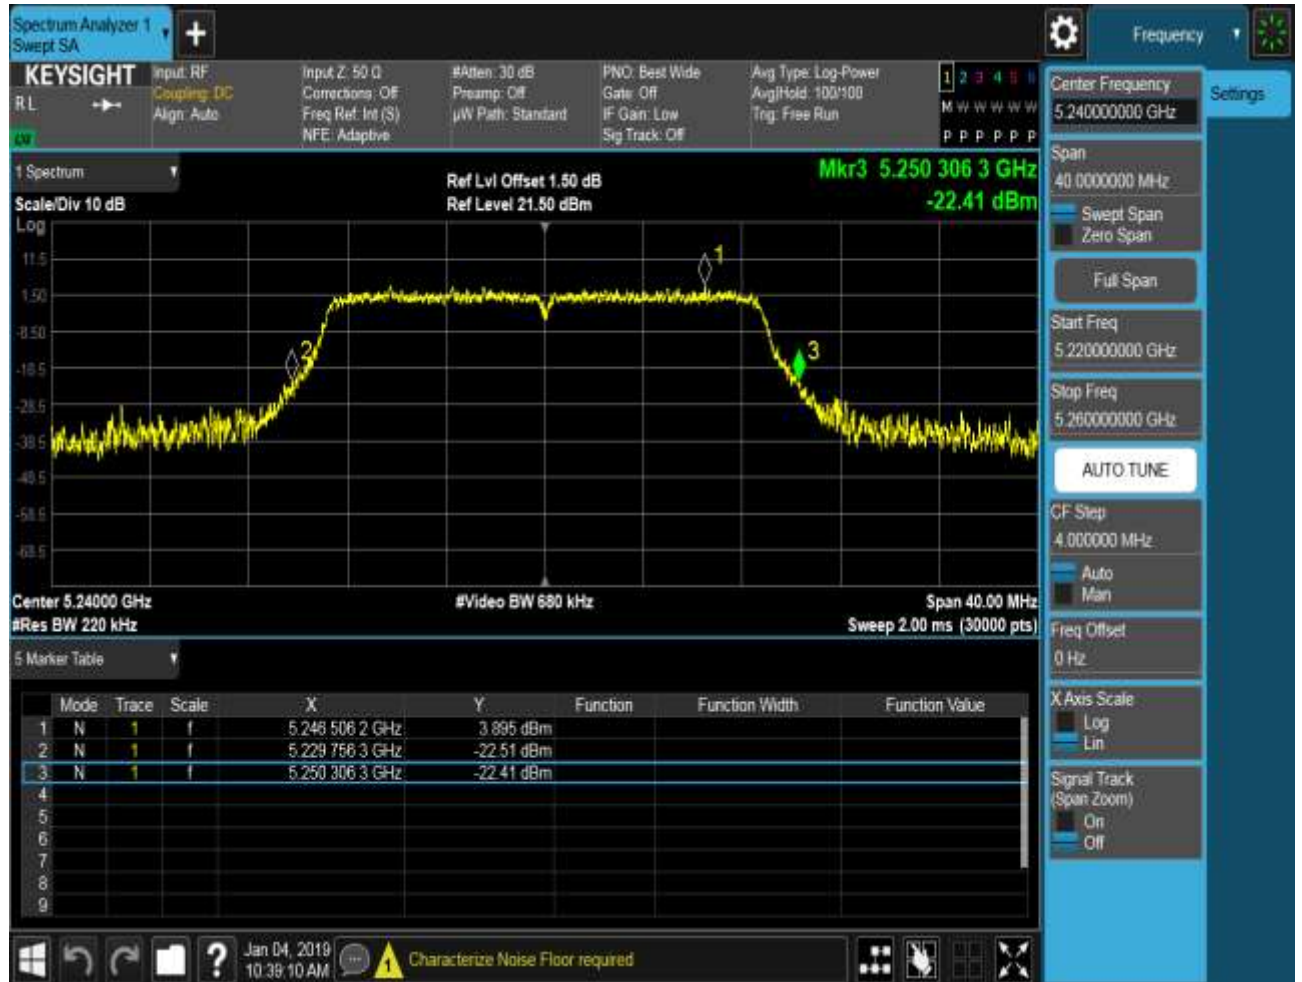 Spectrum Analyzer 1
Swept SA
Frequency
KEYSIGHT
R L
Input: RF
Coupling: DC
Align: Auto
Input Z: 50 Ω
Corrections: Off
Freq Ref: Int (S)
NFE: Adaptive
#Atten: 30 dB
Preamp: Off
µW Path: Standard
PNO: Best Wide
Gate: Off
IF Gain: Low
Sig Track: Off
Avg Type: Log-Power
Avg|Hold: 100/100
Trig: Free Run
1 2 3 4 5 6
M W W W W W
P P P P P P
1 Spectrum
Scale/Div 10 dB
Ref Lvl Offset 1.50 dB
Ref Level 21.50 dBm
Mkr3 5.250 306 3 GHz
-22.41 dBm
Log
11.5
1.50
-8.50
-18.5
-28.5
-38.5
-48.5
-58.5
-68.5
1
2
3
Center 5.24000 GHz
#Video BW 680 kHz
Span 40.00 MHz
#Res BW 220 kHz
Sweep 2.00 ms (30000 pts)
5 Marker Table
Mode Trace Scale X Y Function Function Width Function Value
1 N 1 f 5.246 506 2 GHz 3.895 dBm
2 N 1 f 5.229 756 3 GHz -22.51 dBm
3 N 1 f 5.250 306 3 GHz -22.41 dBm
4
5
6
7
8
9
Jan 04, 2019
10:39:10 AM
1
Characterize Noise Floor required
Center Frequency
5.240000000 GHz
Settings
Span
40.0000000 MHz
Swept Span
Zero Span
Full Span
Start Freq
5.220000000 GHz
Stop Freq
5.260000000 GHz
AUTO TUNE
CF Step
4.000000 MHz
Auto
Man
Freq Offset
0 Hz
X Axis Scale
Log
Lin
Signal Track
(Span Zoom)
On
Off